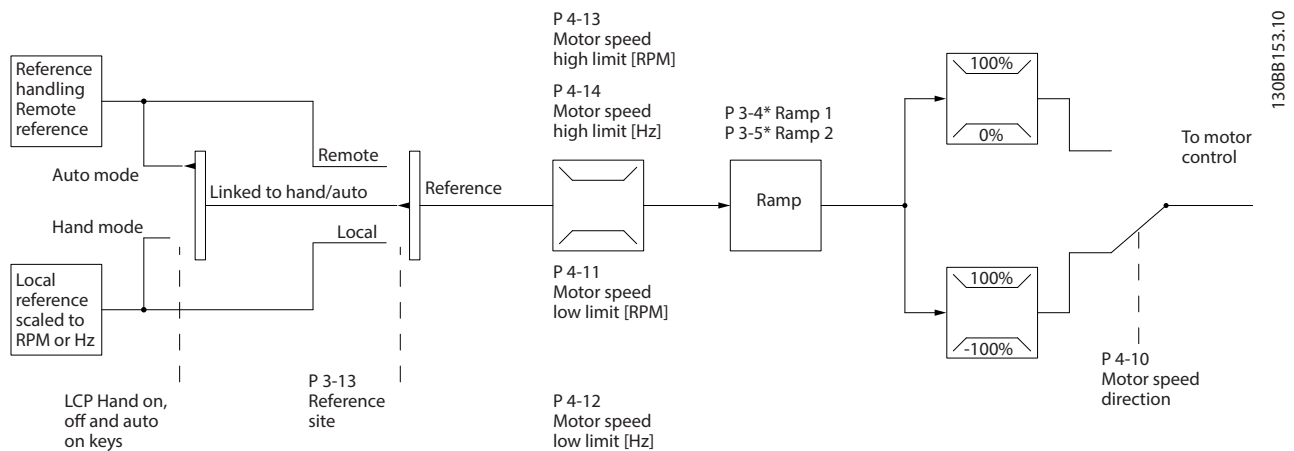 P 4-13
Motor speed
high limit [RPM]
P 4-14
Motor speed
high limit [Hz]
Reference
handling
Remote
reference
Auto mode
Hand mode
Local
reference
scaled to
RPM or Hz
LCP Hand on,
off and auto
on keys
Linked to hand/auto
Remote
Local
P 3-13
Reference
site
Reference
P 4-11
Motor speed
low limit [RPM]
P 4-12
Motor speed
low limit [Hz]
P 3-4* Ramp 1
P 3-5* Ramp 2
Ramp
100%
0%
100%
-100%
To motor
control
P 4-10
Motor speed
direction
130BB153.10